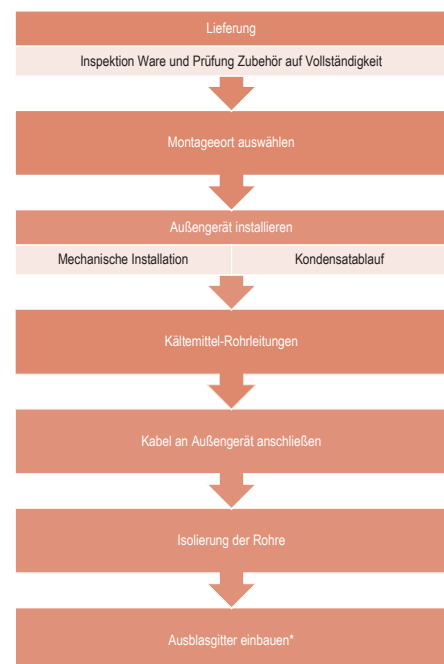 Lieferung
Inspektion Ware und Prüfung Zubehör auf Vollständigkeit
Montageeort auswählen
Außengerät installieren
Mechanische Installation
Kondensatablauf
Kältemittel-Rohrleitungen
Kabel an Außengerät anschließen
Isolierung der Rohre
Ausblasgitter einbauen*